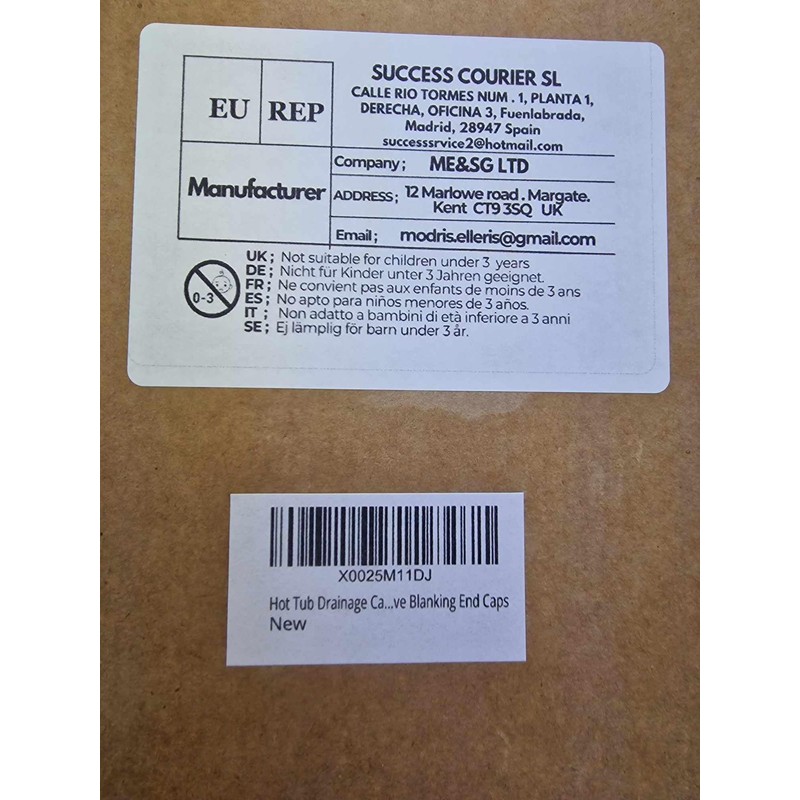 EU REP
SUCCESS COURIER SL
CALLE RIO TORMES NUM . 1, PLANTA 1,
DERECHA, OFICINA 3, Fuenlabrada,
Madrid, 28947 Spain
successsrvice2@hotmail.com
Manufacturer
Company ; ME&SG LTD
ADDRESS ; 12 Marlowe road . Margate.
Kent CT9 3SQ UK
Email ; modris.elleris@gmail.com
0-3
UK ; Not suitable for children under 3 years
DE ; Nicht für Kinder unter 3 Jahren geeignet.
FR ; Ne convient pas aux enfants de moins de 3 ans
ES ; No apto para niños menores de 3 años.
IT ; Non adatto a bambini di età inferiore a 3 anni
SE ; Ej lämplig för barn under 3 år.
X0025M11DJ
Hot Tub Drainage Ca...ve Blanking End Caps
New